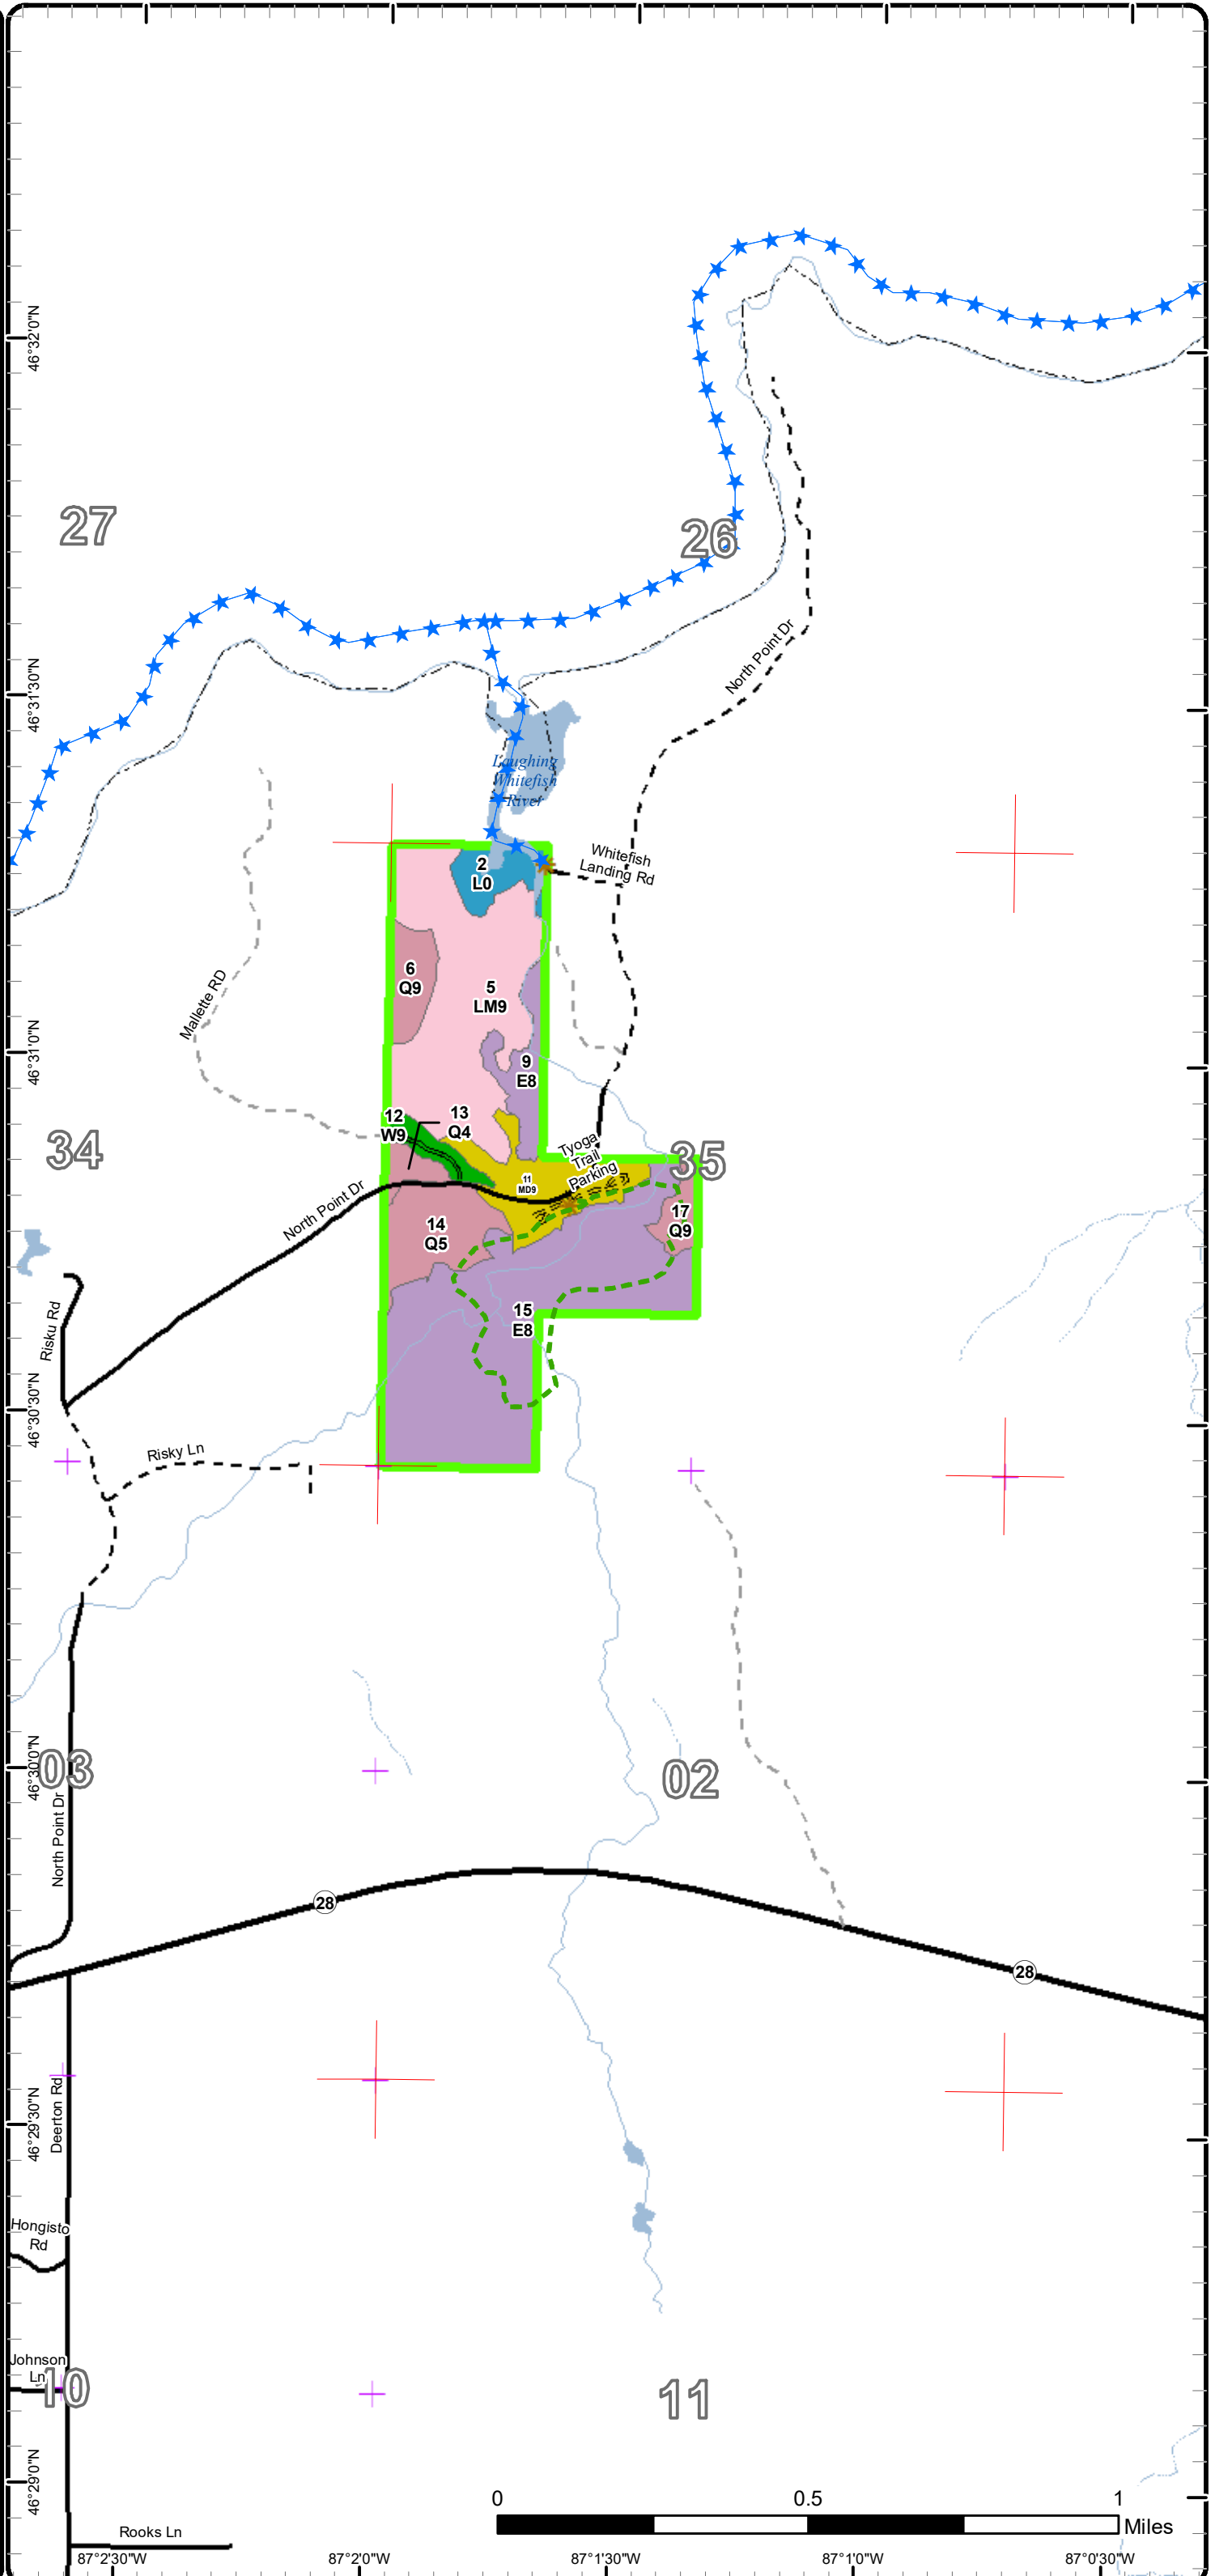 46°32'0"N
27
26
46°31'30"N
North Point Dr
Laughing
Whitefish
River
Whitefish
Landing Rd
2
L0
6
Q9
5
LM9
Mallette RD
46°31'0"N
9
E8
12
W9
13
Q4
34
35
Tyoga
Trail
Parking
11
MD9
North Point Dr
14
Q5
17
Q9
15
E8
Risku Rd
46°30'30"N
Risky Ln
46°30'0"N
03
02
North Point Dr
28
28
46°29'30"N
Deerton Rd
Hongisto
Rd
Johnson
Ln
10
11
46°29'0"N
0
0.5
1
Miles
Rooks Ln
87°2'30"W
87°2'0"W
87°1'30"W
87°1'0"W
87°0'30"W